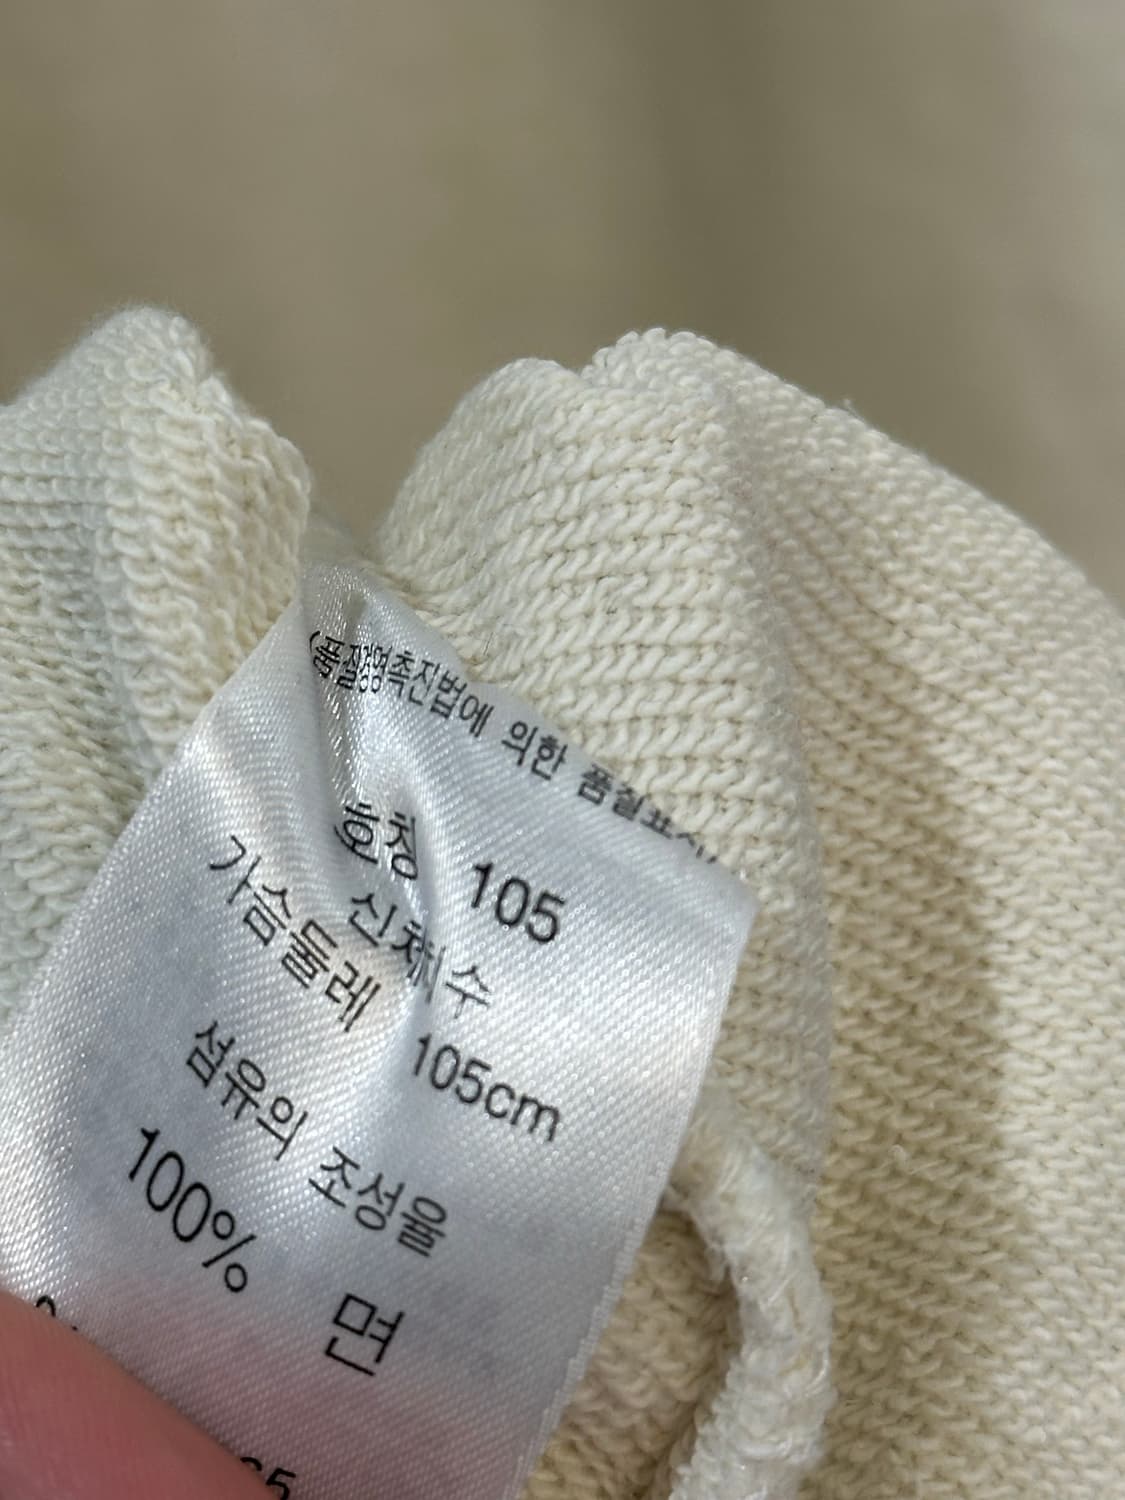 (품질경영촉진법에 의한 품질표시)
호칭 105
신체치수
가슴둘레 105cm
섬유의 조성율
100% 면